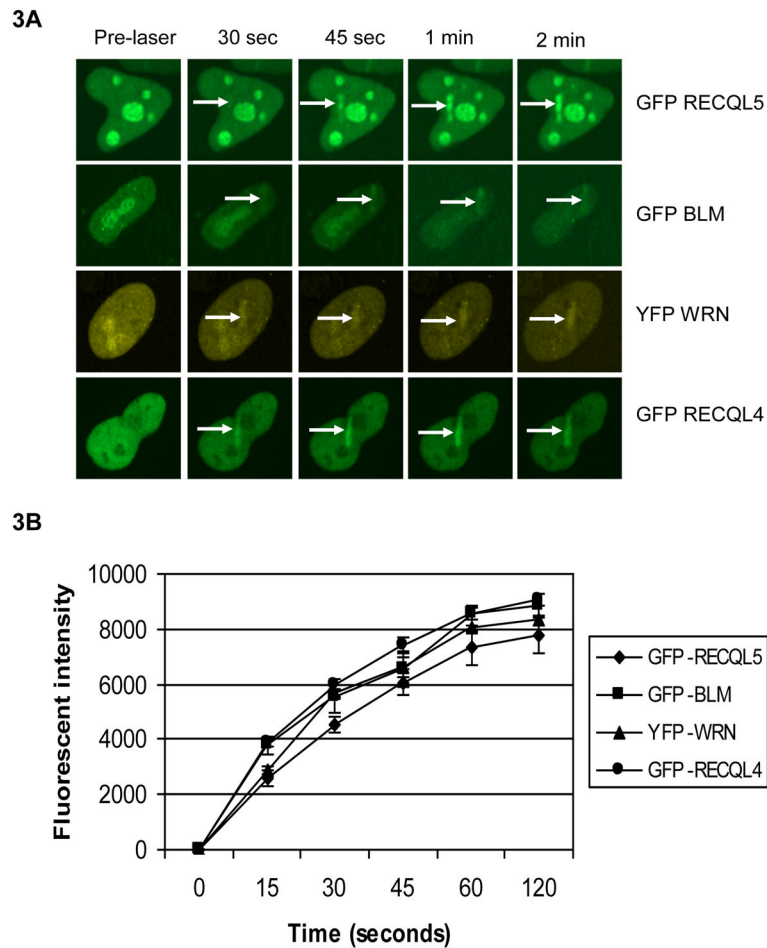 3A
Pre-laser 30 sec 45 sec 1 min 2 min
GFP RECQL5
GFP BLM
YFP WRN
GFP RECQL4
3B
Fluorescent intensity
10000
8000
6000
4000
2000
0
0 15 30 45 60 120
Time (seconds)
GFP-RECQL5
GFP-BLM
YFP-WRN
GFP-RECQL4